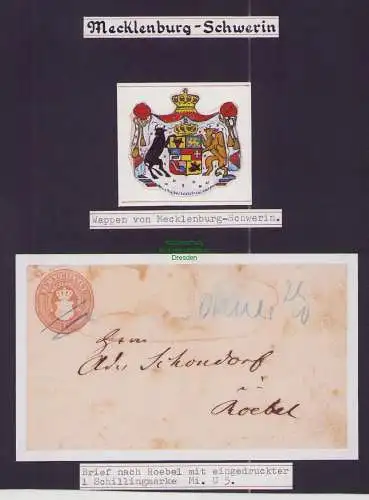 Mecklenburg-Schwerin
Wappen von Mecklenburg-Schwerin.
Dresden
Herrn
Adv. Schondorf
Roebel
Brief nach Roebel mit eingedruckter
1 Schillingmarke Mi. U 5.